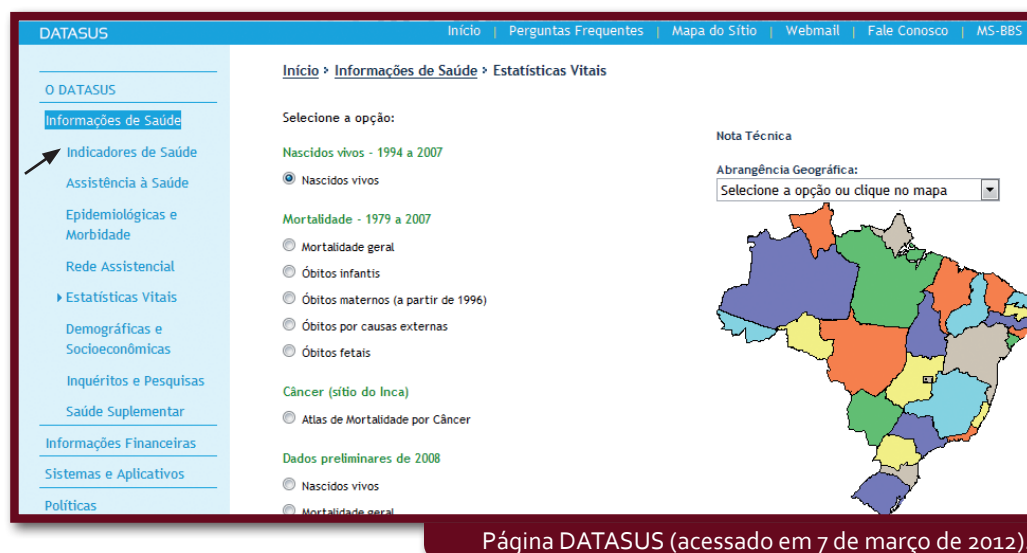 DATASUS
Início | Perguntas Frequentes | Mapa do Sítio | Webmail | Fale Conosco | MS-BBS
O DATASUS
Informações de Saúde
Indicadores de Saúde
Assistência à Saúde
Epidemiológicas e
Morbidade
Rede Assistencial
Estatísticas Vitais
Demográficas e
Socioeconômicas
Inquéritos e Pesquisas
Saúde Suplementar
Informações Financeiras
Sistemas e Aplicativos
Políticas
Início > Informações de Saúde > Estatísticas Vitais
Selecione a opção:
Nascidos vivos - 1994 a 2007
Nascidos vivos
Mortalidade - 1979 a 2007
Mortalidade geral
Óbitos infantis
Óbitos maternos (a partir de 1996)
Óbitos por causas externas
Óbitos fetais
Câncer (sítio do Inca)
Atlas de Mortalidade por Câncer
Dados preliminares de 2008
Nascidos vivos
Mortalidade geral
Nota Técnica
Abrangência Geográfica:
Selecione a opção ou clique no mapa
Página DATASUS (acessado em 7 de março de 2012)